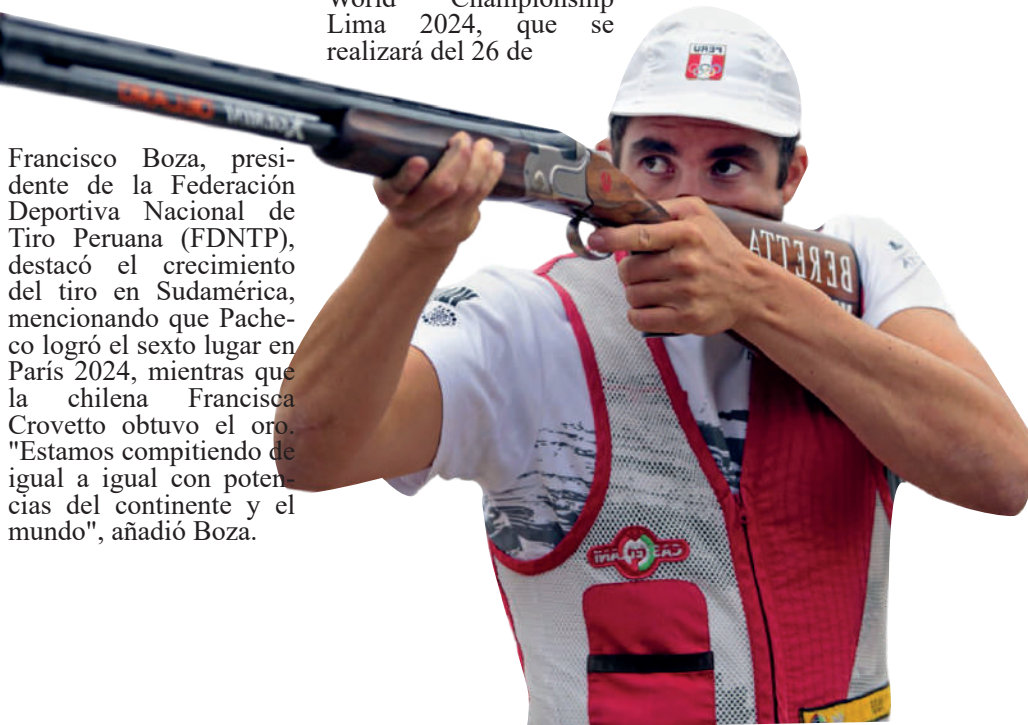 World Championship
Lima 2024, que se
realizará del 26 de
Francisco Boza, presi-
dente de la Federación
Deportiva Nacional de
Tiro Peruana (FDNTP),
destacó el crecimiento
del tiro en Sudamérica,
mencionando que Pache-
co logró el sexto lugar en
París 2024, mientras que
la chilena Francisca
Crovetto obtuvo el oro.
"Estamos compitiendo de
igual a igual con poten-
cias del continente y el
mundo", añadió Boza.
PERU
BERETTA